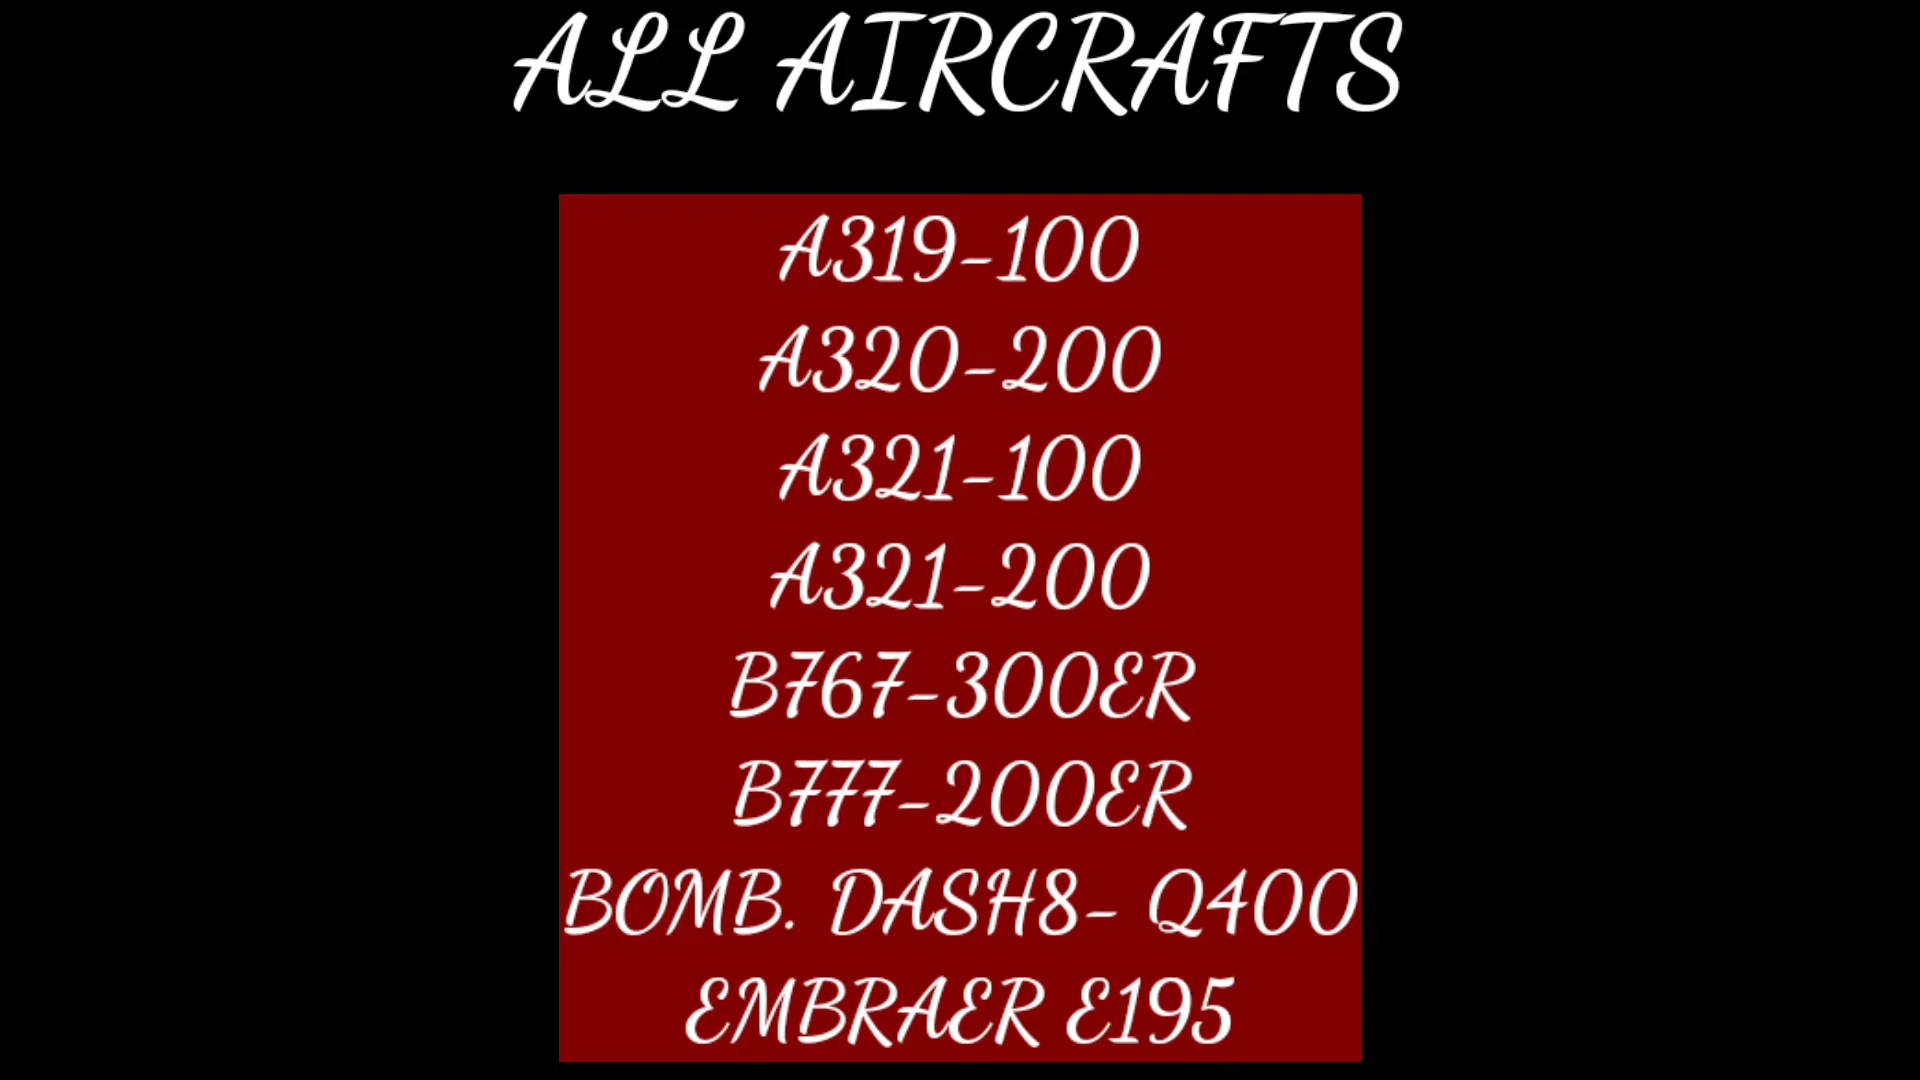 ALL AIRCRAFTS
A319-100
A320-200
A321-100
A321-200
B767-300ER
B777-200ER
BOMB. DASH8- Q400
EMBRAER E195